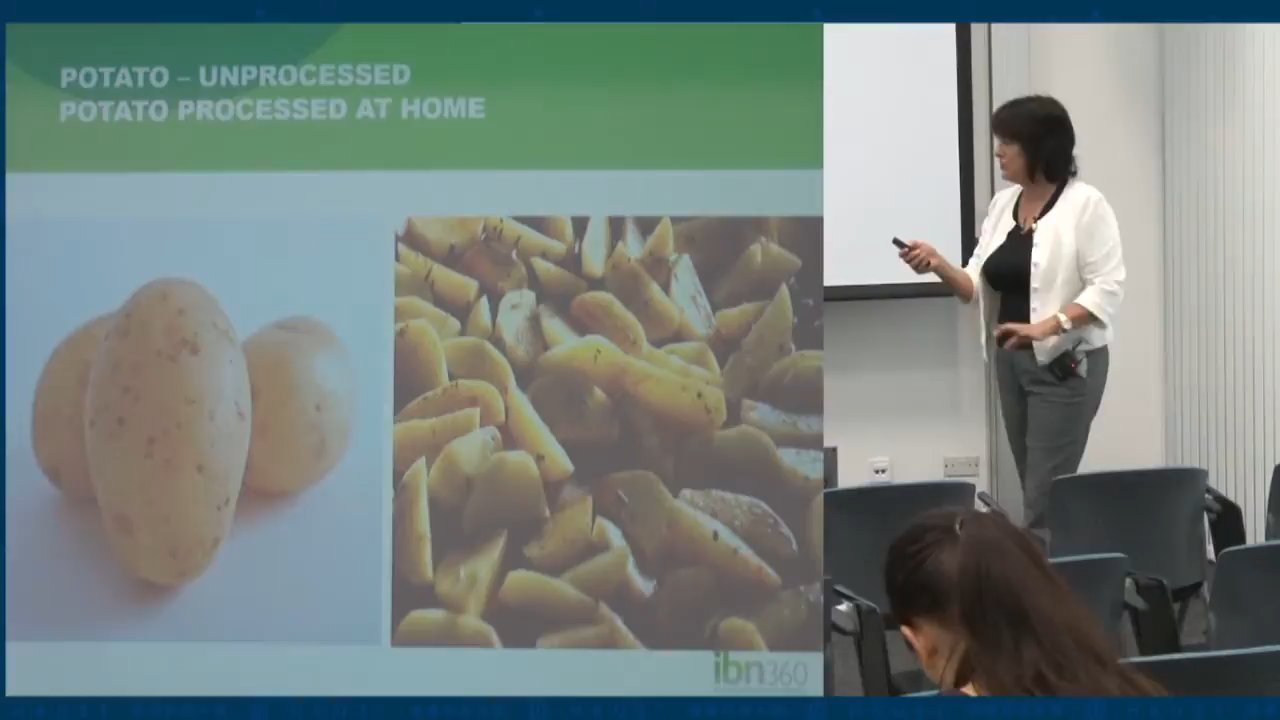 POTATO – UNPROCESSED
POTATO PROCESSED AT HOME
ibn360